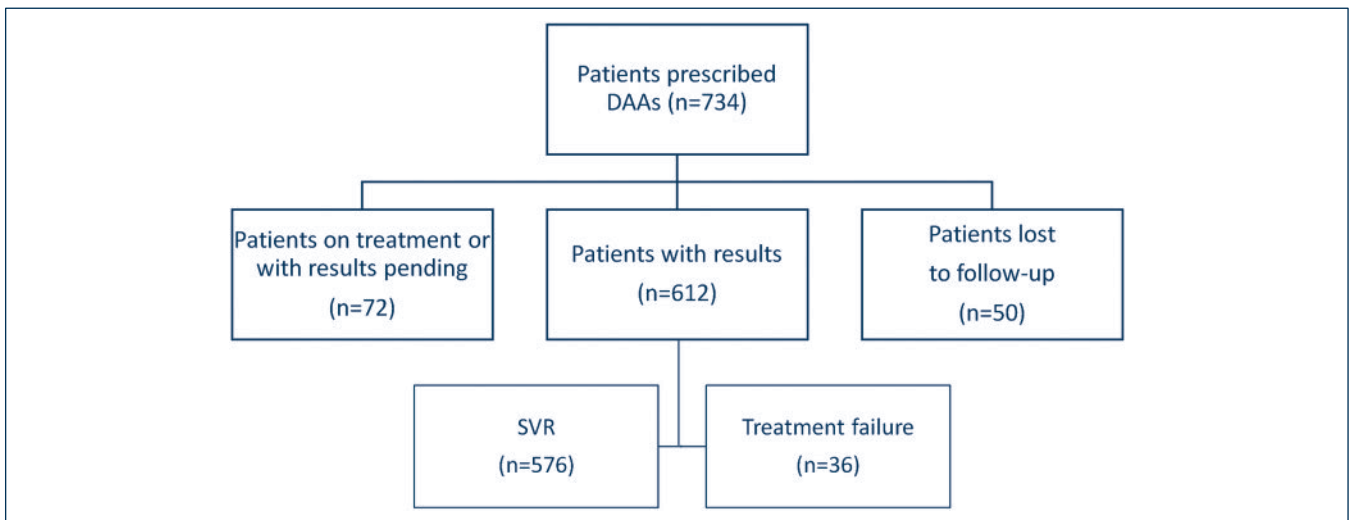 Patients prescribed
DAAs (n=734)
Patients on treatment or
with results pending
(n=72)
Patients with results
(n=612)
Patients lost
to follow-up
(n=50)
SVR
(n=576)
Treatment failure
(n=36)